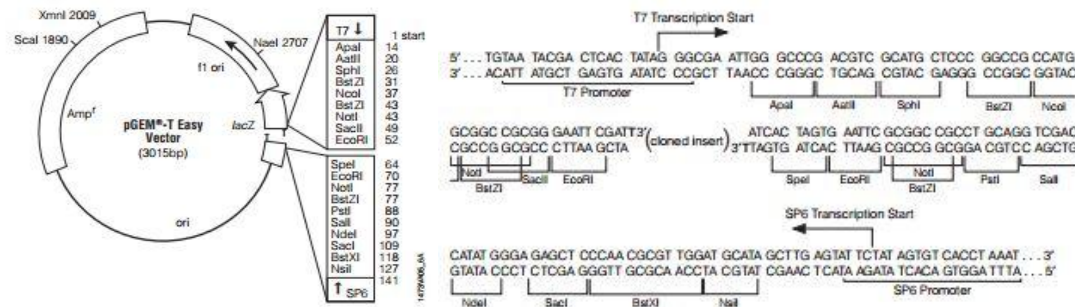 XmnI 2009
ScaI 1890
NaeI 2707
f1 ori
Ampr
pGEM®-T Easy
Vector
(3015bp)
lacZ
ori
T7 ↓
1 start
ApaI 14
AatII 20
SphI 26
BstZI 31
NcoI 37
BstZI 43
NotI 43
SacII 49
EcoRI 52
SpeI 64
EcoRI 70
NotI 77
BstZI 77
PstI 88
SalI 90
NdeI 97
SacI 109
BstXI 118
NsiI 127
141
↑ SP6
T7 Transcription Start
5'... TGTAA TACGA CTCAC TATAG GGCGA ATTGG GCCCG ACGTC GCATG CTCCC GGCCG CCATG
3'... ACATT ATGCT GAGTG ATATC CCGCT TAACC CGGGC TGCAG CGTAC GAGGG CCGGC GGTAC
T7 Promoter
ApaI AatII SphI BstZI NcoI
GCGGC CGCGG GAATT CGATT3' (cloned insert) ATCAC TAGTG AATTC GCGGC CGCCT GCAGG TCGAC
CGCCG GCGCC CTTAA GCTA 3'TTAGTG ATCAC TTAAG CGCCG GCGGA CGTCC AGCTG
NotI
BstZI
SacII EcoRI SpeI EcoRI
NotI
BstZI
PstI SalI
SP6 Transcription Start
CATAT GGGA GAGCT CCCAA CGCGT TGGAT GCATA GCTTG AGTAT TCTAT AGTGT CACCT AAAT...3'
GTATA CCCT CTCGA GGGTT GCGCA ACCTA CGTAT CGAAC TCATA AGATA TCACA GTGGA TTTA...5'
SP6 Promoter
NdeI SacI BstXI NsiI